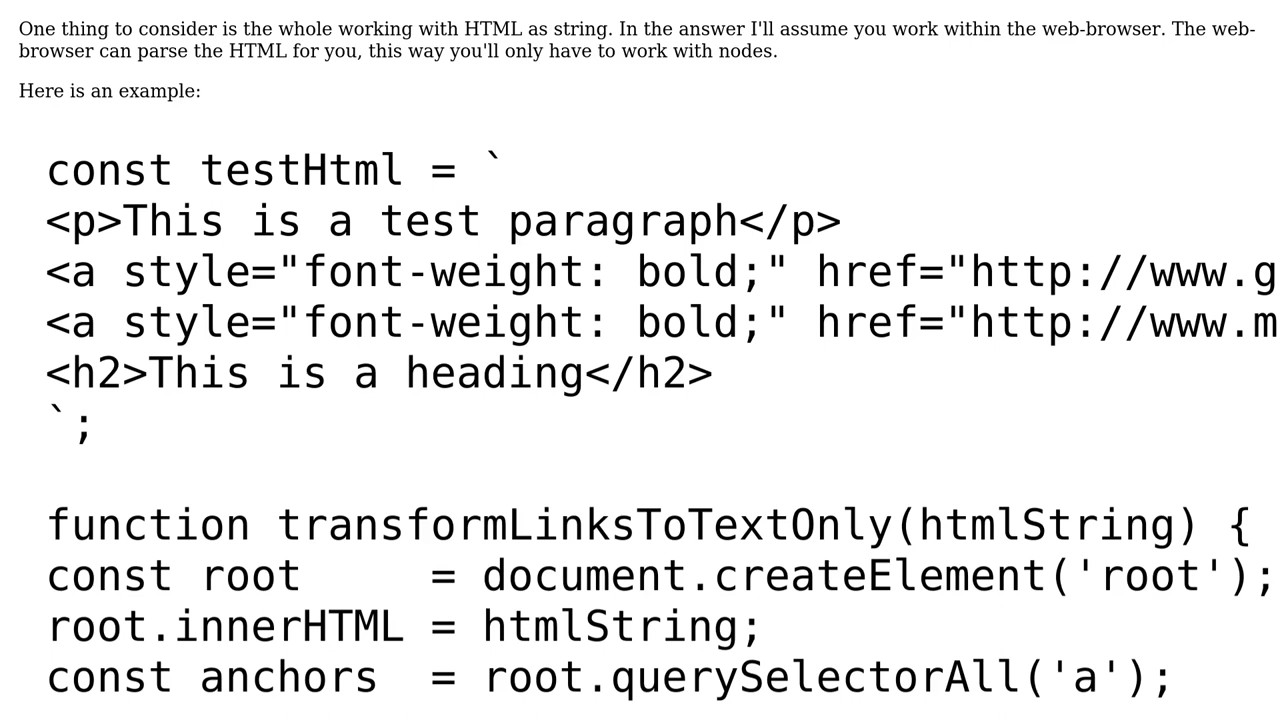 One thing to consider is the whole working with HTML as string. In the answer I'll assume you work within the web-browser. The web-
browser can parse the HTML for you, this way you'll only have to work with nodes.
Here is an example:
const testHtml = `
<p>This is a test paragraph</p>
<a style="font-weight: bold;" href="http://www.g
<a style="font-weight: bold;" href="http://www.m
<h2>This is a heading</h2>
`;
function transformLinksToTextOnly(htmlString) {
const root     = document.createElement('root');
root.innerHTML = htmlString;
const anchors  = root.querySelectorAll('a');